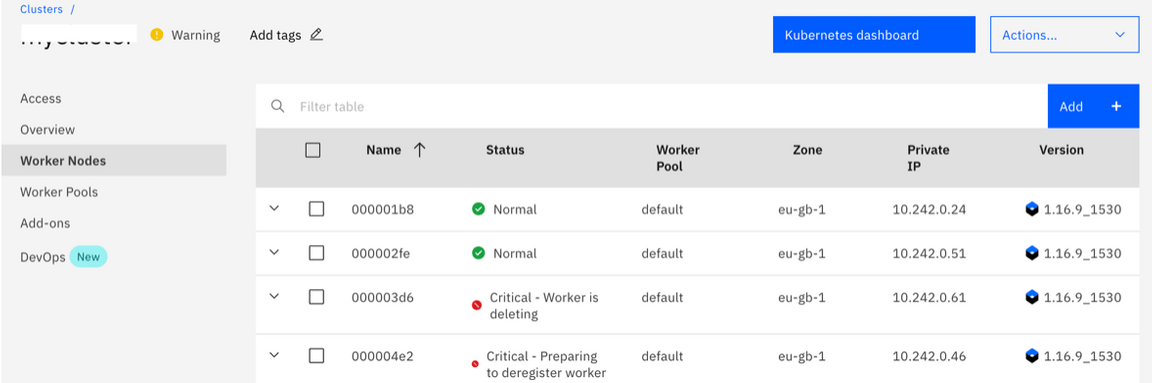 Clusters /
Warning Add tags Kubernetes dashboard Actions...
Access
Overview
Worker Nodes
Worker Pools
Add-ons
DevOps New
Filter table Add +
Name Status Worker Pool Zone Private IP Version
000001b8 Normal default eu-gb-1 10.242.0.24 1.16.9_1530
000002fe Normal default eu-gb-1 10.242.0.51 1.16.9_1530
000003d6 Critical - Worker is deleting default eu-gb-1 10.242.0.61 1.16.9_1530
000004e2 Critical - Preparing to deregister worker default eu-gb-1 10.242.0.46 1.16.9_1530